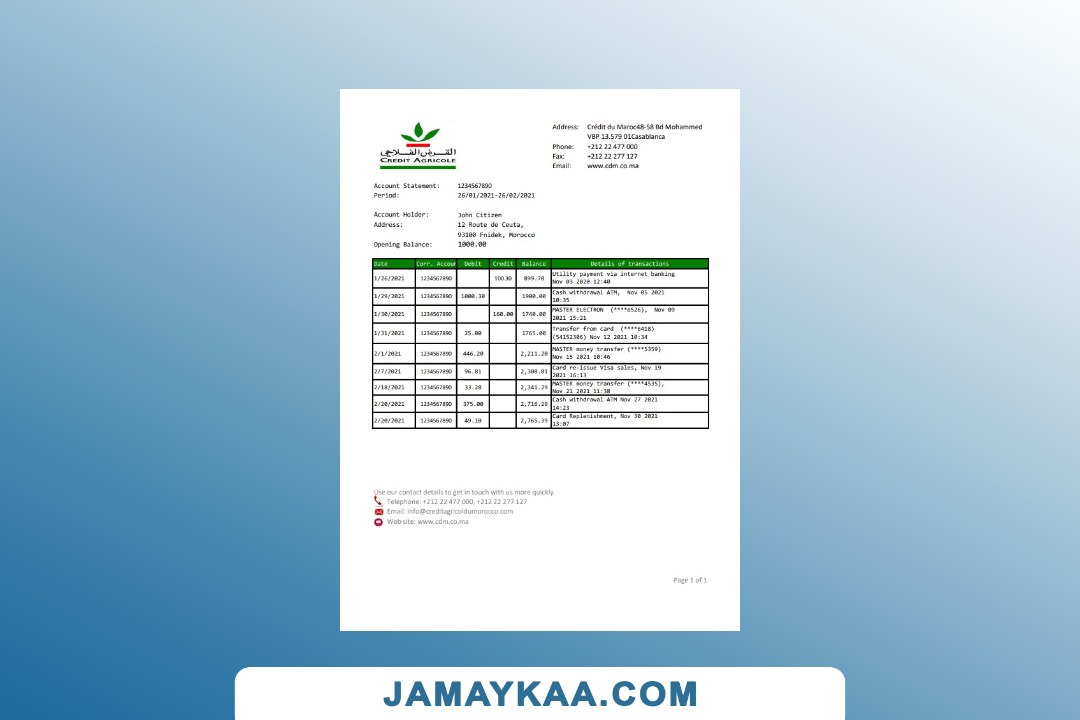 القرض الفلاحي
CREDIT AGRICOLE
Address: Crédit du Maroc48-58 Bd Mohammed
VBP 13.579 01Casablanca
Phone: +212 22 477 000
Fax: +212 22 277 127
Email: www.cdm.co.ma
Account Statement: 1234567890
Period: 26/01/2021-26/02/2021
Account Holder: John Citizen
Address: 12 Route de Ceuta,
93100 Fnidek, Morocco
Opening Balance: 1000.00
Date Corr. Accoun Debit Credit Balance Details of transactions
1/26/2021 1234567890 100.30 899.70 Utility payment via internet banking
Nov 03 2020 12:40
1/29/2021 1234567890 1000.30 1900.00 Cash withdrawal ATM, Nov 05 2021
10:35
1/30/2021 1234567890 160.00 1740.00 MASTER ELECTRON (****6526), Nov 09
2021 15:21
1/31/2021 1234567890 25.00 1765.00 Transfer from card (****6418)
(54152306) Nov 12 2021 10:34
2/1/2021 1234567890 446.20 2,211.20 MASTER money transfer (****5359)
Nov 15 2021 10:46
2/7/2021 1234567890 96.81 2,308.01 Card re-issue Visa sales, Nov 19
2021 16:13
2/18/2021 1234567890 33.28 2,341.29 MASTER money transfer (****4535),
Nov 21 2021 11:38
2/20/2021 1234567890 375.00 2,716.29 Cash withdrawal ATM Nov 27 2021
14:23
2/20/2021 1234567890 49.10 2,765.39 Card Replenishment, Nov 30 2021
13:07
Use our contact details to get in touch with us more quickly.
Telephone: +212 22 477 000, +212 22 277 127
Email: info@creditagricoldumorocco.com
Web site: www.cdm.co.ma
Page 1 of 1
JAMAYKAA.COM